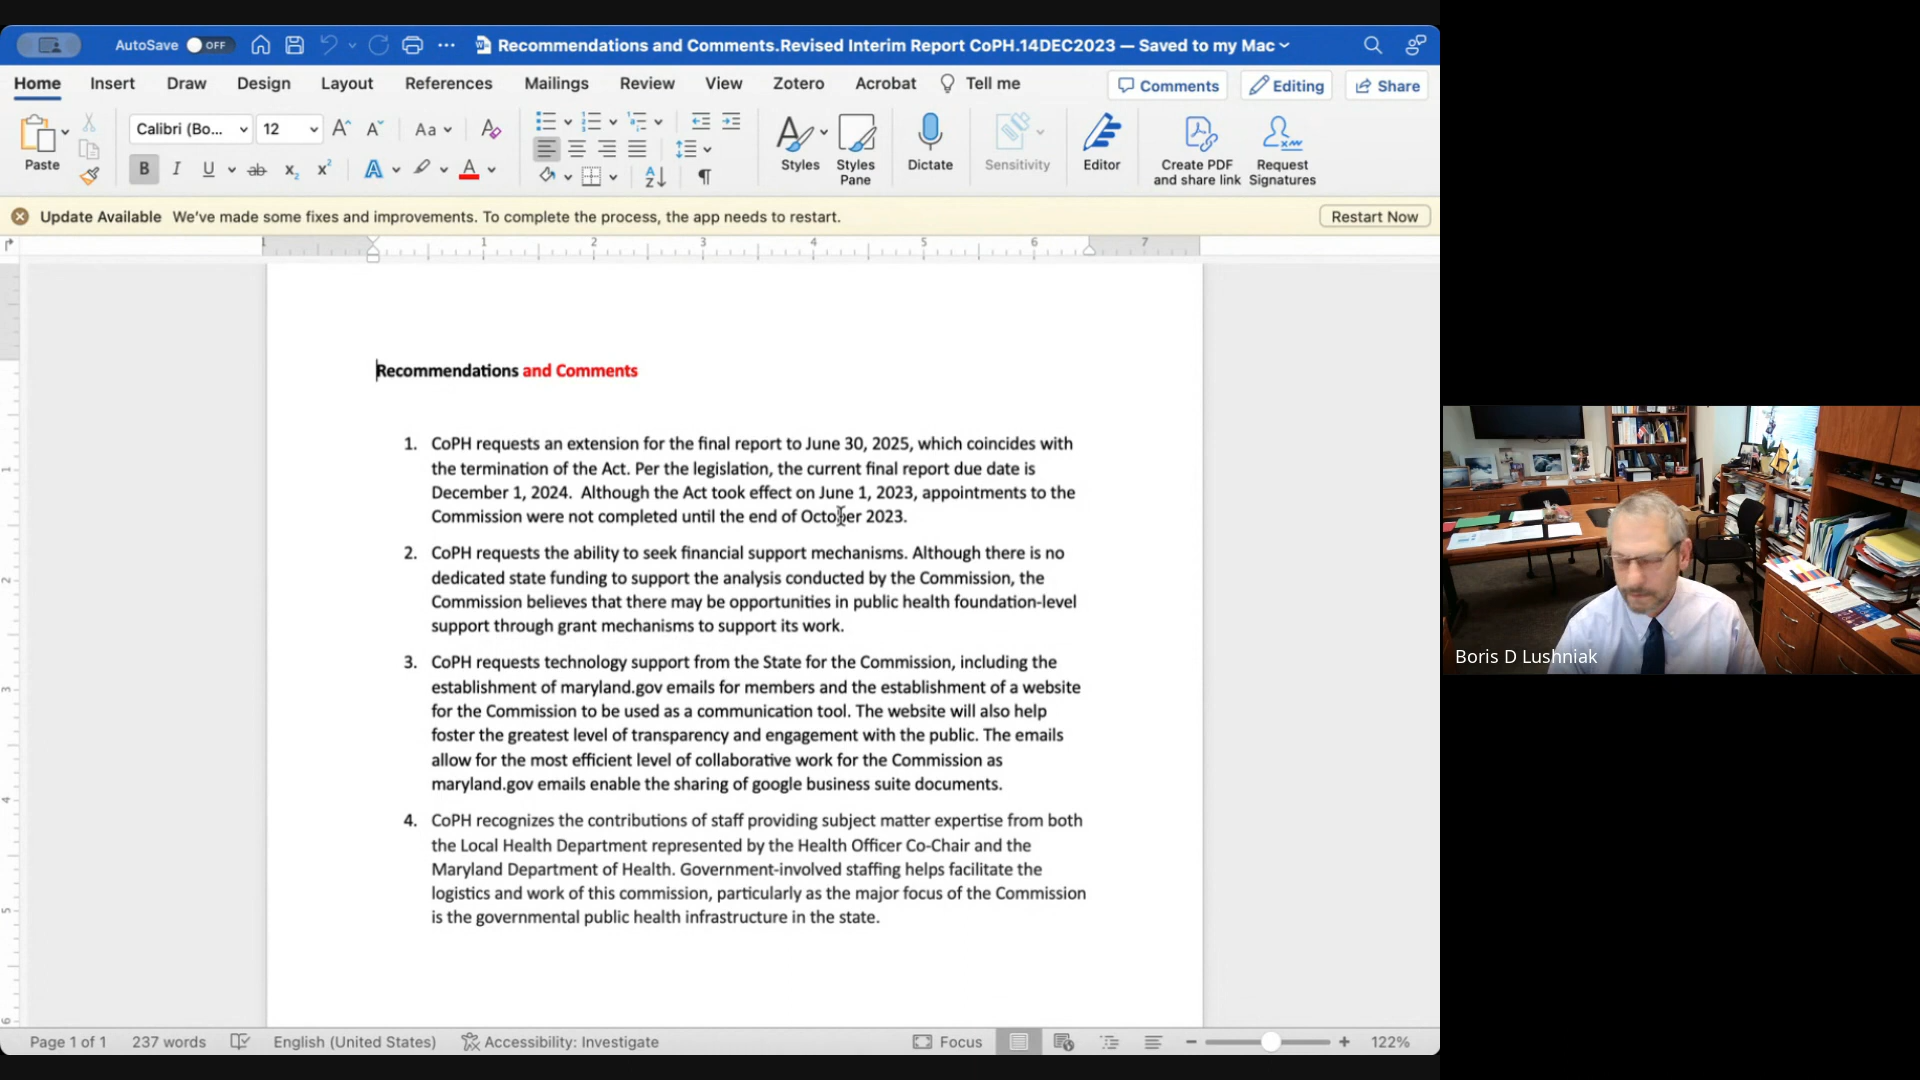 AutoSave OFF Recommendations and Comments.Revised Interim Report CoPH.14DEC2023 — Saved to my Mac
Home Insert Draw Design Layout References Mailings Review View Zotero Acrobat Tell me Comments Editing Share
Paste Calibri (Bo... 12 Styles Styles Pane Dictate Sensitivity Editor Create PDF and share link Request Signatures
Update Available We've made some fixes and improvements. To complete the process, the app needs to restart. Restart Now
1 1 2 3 4 5 6 7
Recommendations and Comments
1. CoPH requests an extension for the final report to June 30, 2025, which coincides with
the termination of the Act. Per the legislation, the current final report due date is
December 1, 2024. Although the Act took effect on June 1, 2023, appointments to the
Commission were not completed until the end of October 2023.
2. CoPH requests the ability to seek financial support mechanisms. Although there is no
dedicated state funding to support the analysis conducted by the Commission, the
Commission believes that there may be opportunities in public health foundation-level
support through grant mechanisms to support its work.
3. CoPH requests technology support from the State for the Commission, including the
establishment of maryland.gov emails for members and the establishment of a website
for the Commission to be used as a communication tool. The website will also help
foster the greatest level of transparency and engagement with the public. The emails
allow for the most efficient level of collaborative work for the Commission as
maryland.gov emails enable the sharing of google business suite documents.
4. CoPH recognizes the contributions of staff providing subject matter expertise from both
the Local Health Department represented by the Health Officer Co-Chair and the
Maryland Department of Health. Government-involved staffing helps facilitate the
logistics and work of this commission, particularly as the major focus of the Commission
is the governmental public health infrastructure in the state.
Page 1 of 1 237 words English (United States) Accessibility: Investigate Focus 122%
Boris D Lushniak